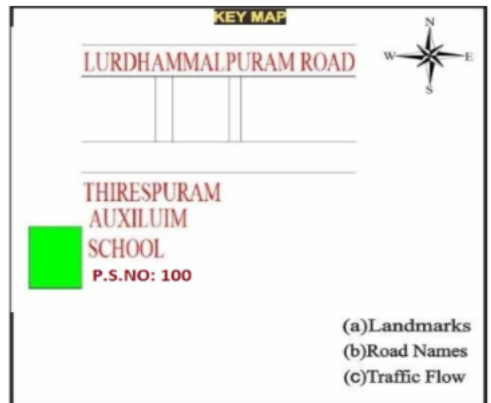 KEY MAP
N
LURDHAMMALPURAM ROAD
W E
S
THIRESPURAM
AUXILUIM
SCHOOL
P.S.NO: 100
(a)Landmarks
(b)Road Names
(c)Traffic Flow